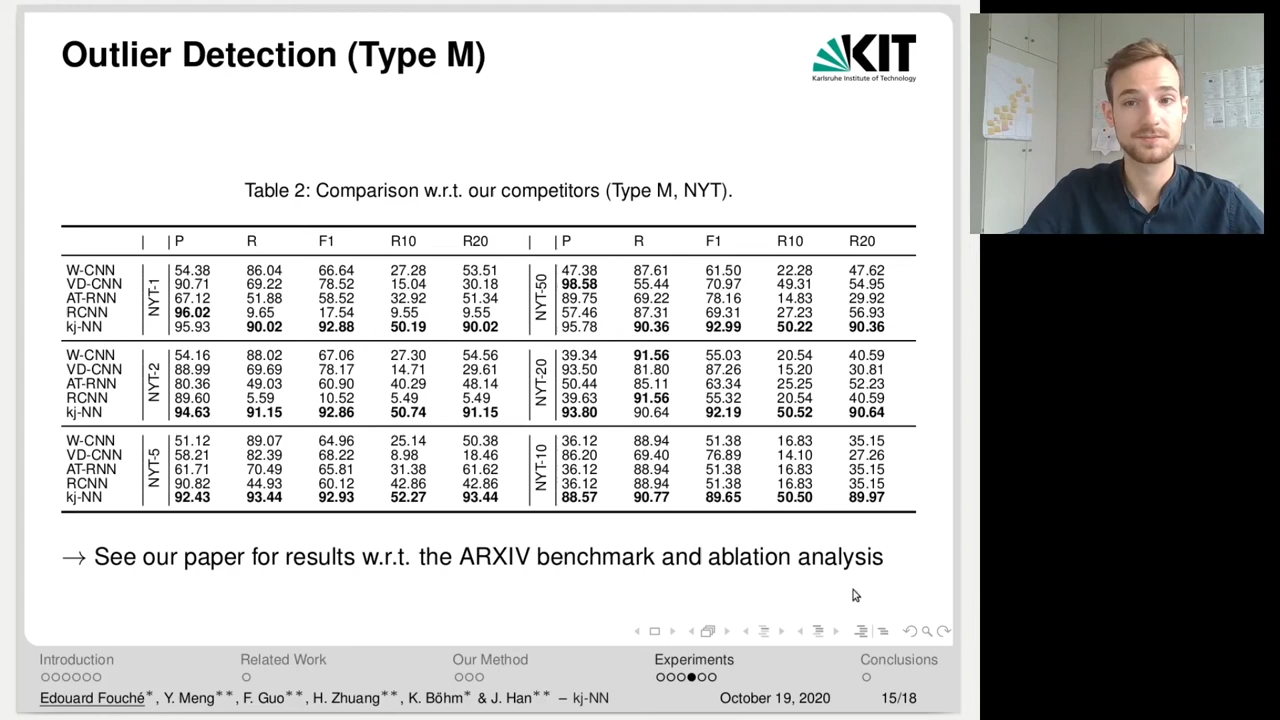 Outlier Detection (Type M)
KIT
Karlsruhe Institute of Technology
Table 2: Comparison w.r.t. our competitors (Type M, NYT).
| | P R F1 R10 R20 | | P R F1 R10 R20
W-CNN 54.38 86.04 66.64 27.28 53.51 47.38 87.61 61.50 22.28 47.62
VD-CNN 90.71 69.22 78.52 15.04 30.18 98.58 55.44 70.97 49.31 54.95
AT-RNN NYT-1 67.12 51.88 58.52 32.92 51.34 NYT-50 89.75 69.22 78.16 14.83 29.92
RCNN 96.02 9.65 17.54 9.55 9.55 57.46 87.31 69.31 27.23 56.93
kj-NN 95.93 90.02 92.88 50.19 90.02 95.78 90.36 92.99 50.22 90.36
W-CNN 54.16 88.02 67.06 27.30 54.56 39.34 91.56 55.03 20.54 40.59
VD-CNN 88.99 69.69 78.17 14.71 29.61 93.50 81.80 87.26 15.20 30.81
AT-RNN NYT-2 80.36 49.03 60.90 40.29 48.14 NYT-20 50.44 85.11 63.34 25.25 52.23
RCNN 89.60 5.59 10.52 5.49 5.49 39.63 91.56 55.32 20.54 40.59
kj-NN 94.63 91.15 92.86 50.74 91.15 93.80 90.64 92.19 50.52 90.64
W-CNN 51.12 89.07 64.96 25.14 50.38 36.12 88.94 51.38 16.83 35.15
VD-CNN 58.21 82.39 68.22 8.98 18.46 86.20 69.40 76.89 14.10 27.26
AT-RNN NYT-5 61.71 70.49 65.81 31.38 61.62 NYT-10 36.12 88.94 51.38 16.83 35.15
RCNN 90.82 44.93 60.12 42.86 42.86 36.12 88.94 51.38 16.83 35.15
kj-NN 92.43 93.44 92.93 52.27 93.44 88.57 90.77 89.65 50.50 89.97
→ See our paper for results w.r.t. the ARXIV benchmark and ablation analysis
Introduction Related Work Our Method Experiments Conclusions
Edouard Fouché*, Y. Meng**, F. Guo**, H. Zhuang**, K. Böhm* & J. Han** – kj-NN October 19, 2020 15/18